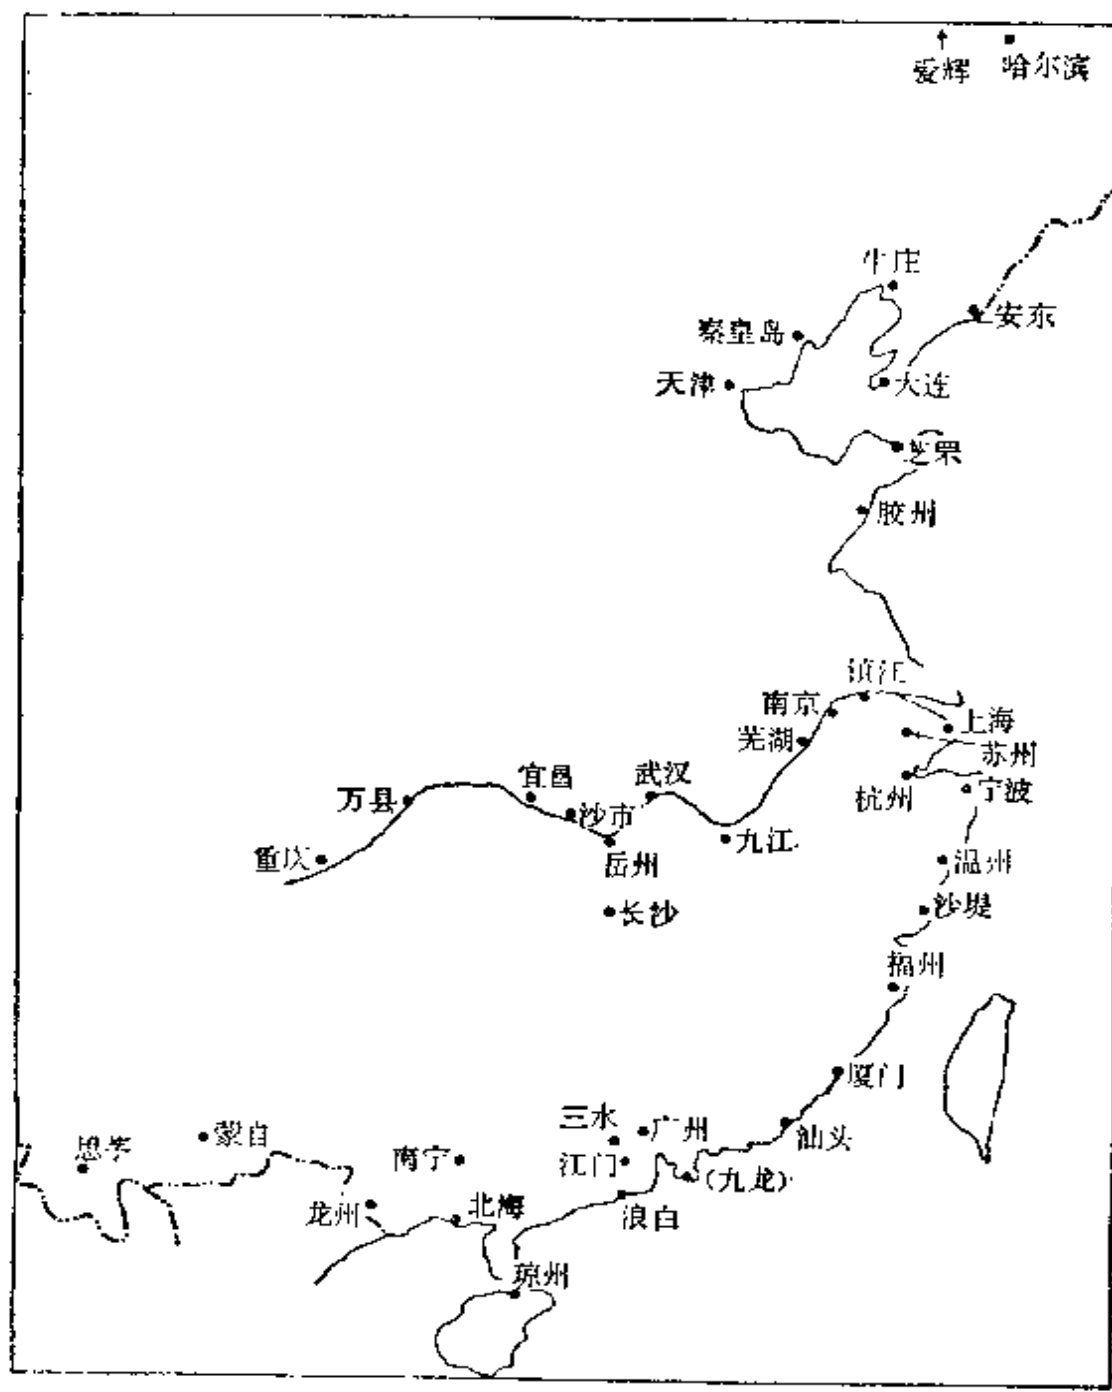 爱辉
哈尔滨
牛庄
安东
秦皇岛
天津
大连
芝罘
胶州
镇江
南京
上海
芜湖
苏州
宜昌
武汉
杭州
宁波
万县
沙市
九江
重庆
岳州
温州
长沙
沙堤
福州
厦门
三水
广州
汕头
思茅
蒙自
南宁
江门
(九龙)
龙州
北海
浪白
琼州